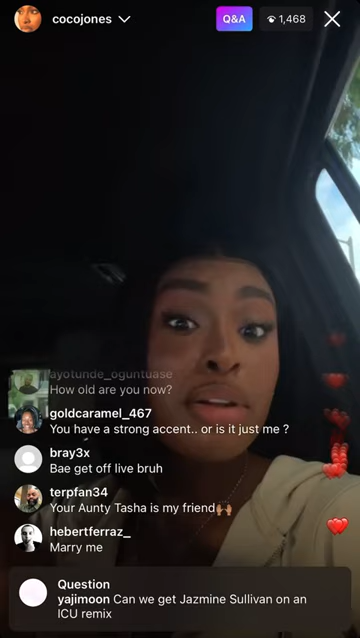 cocojones
Q&A
1,468
ayotunde_oguntuase
How old are you now?
goldcaramel_467
You have a strong accent.. or is it just me ?
bray3x
Bae get off live bruh
terpfan34
Your Aunty Tasha is my friend🙌🏽
hebertferraz_
Marry me
Question
yajimoon Can we get Jazmine Sullivan on an
ICU remix